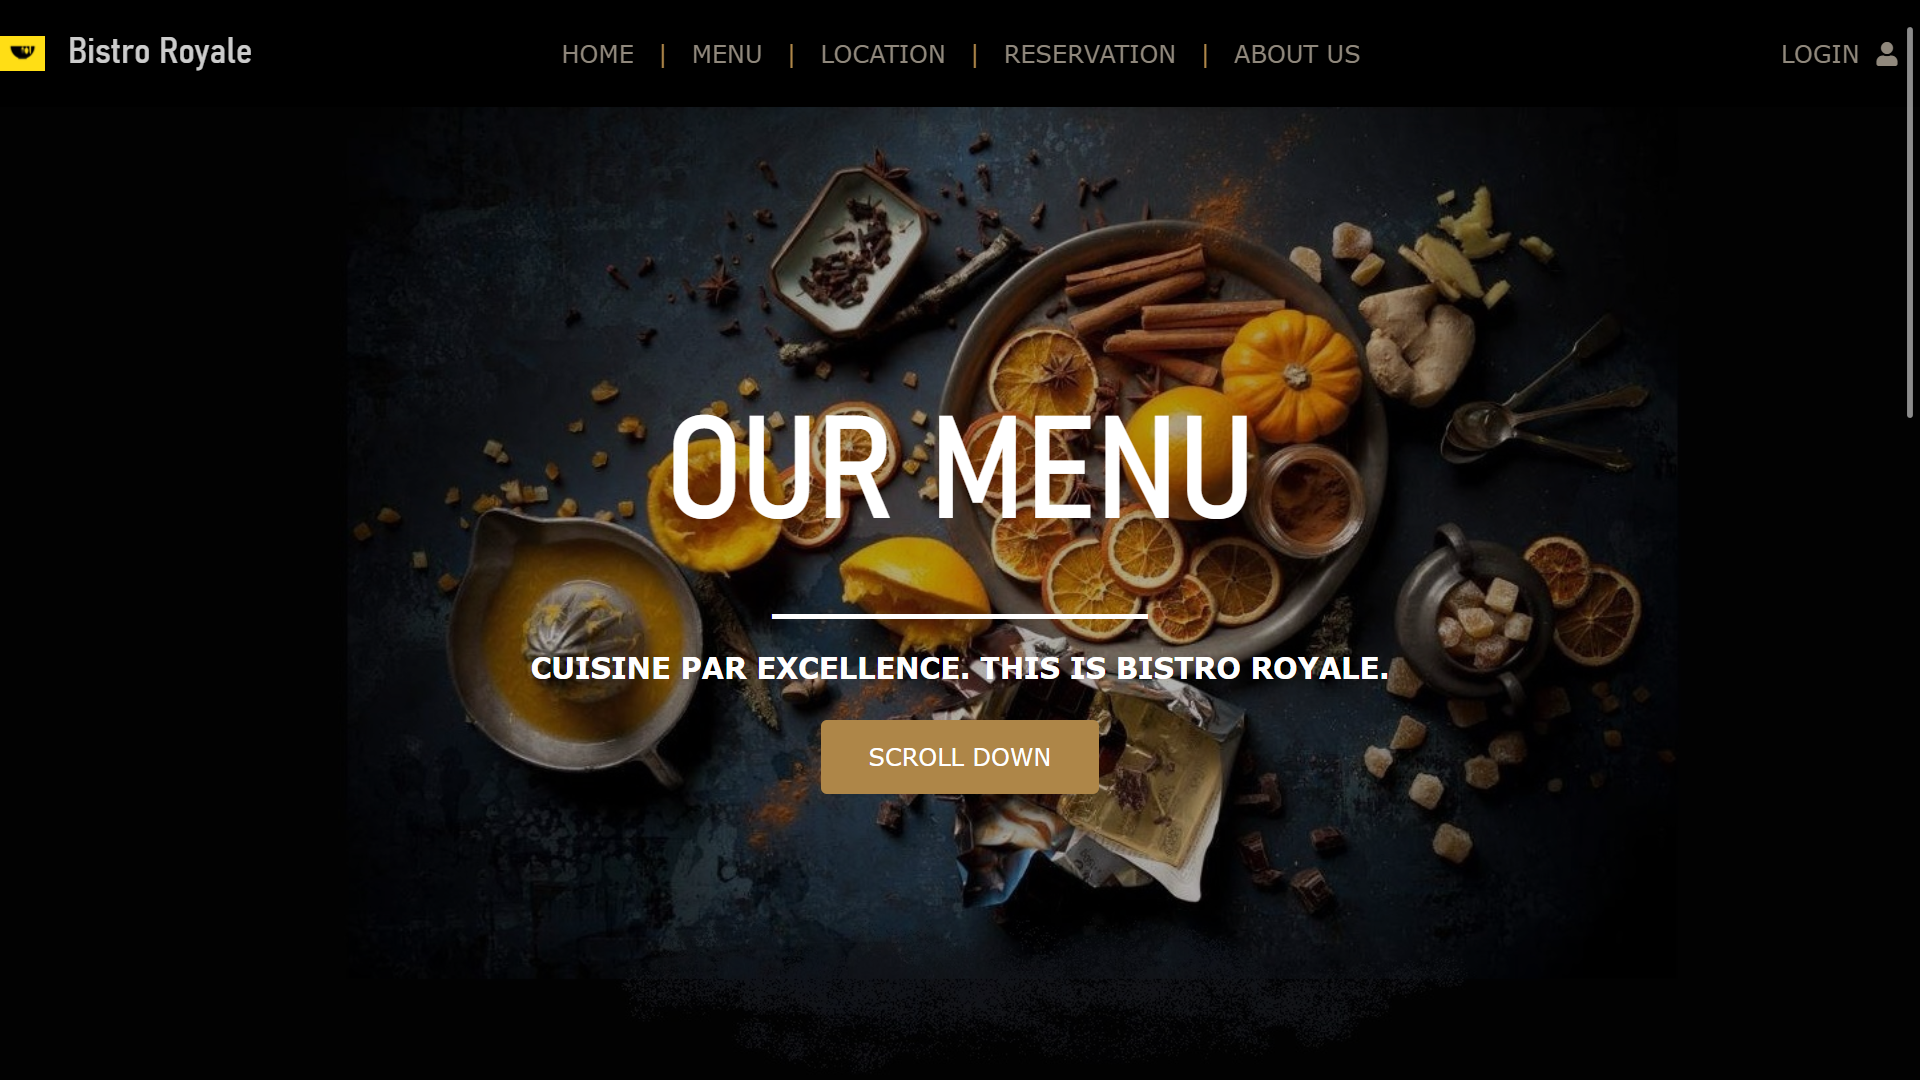 Bistro Royale
HOME | MENU | LOCATION | RESERVATION | ABOUT US
LOGIN
OUR MENU
CUISINE PAR EXCELLENCE. THIS IS BISTRO ROYALE.
SCROLL DOWN